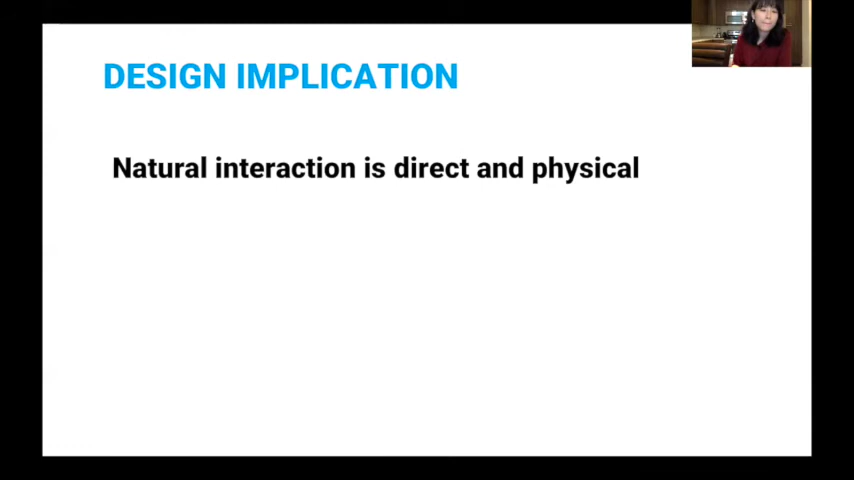 DESIGN IMPLICATION
Natural interaction is direct and physical